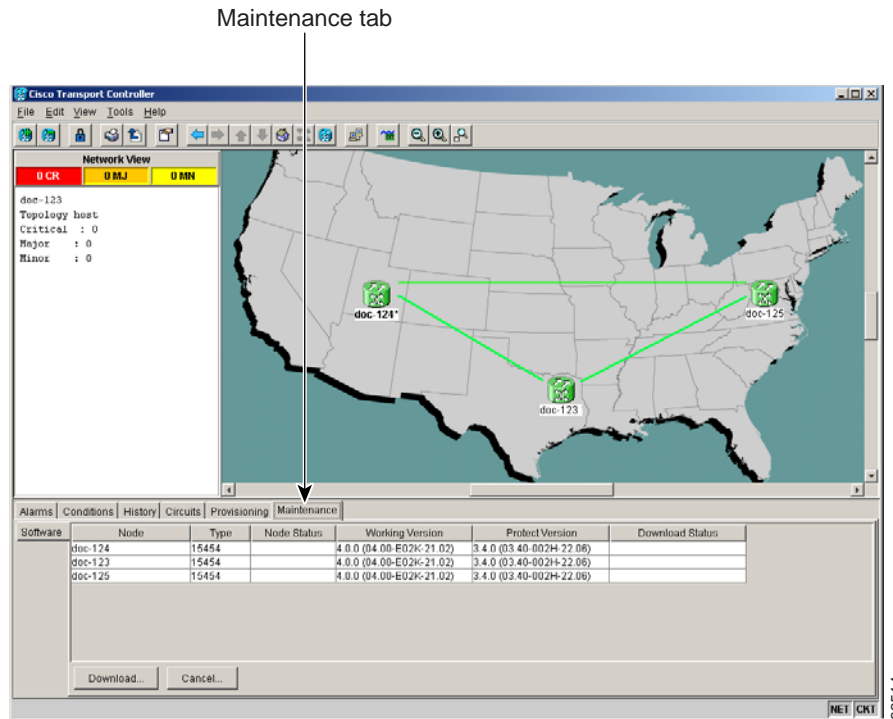 Maintenance tab
Cisco Transport Controller
File Edit View Tools Help
Network View
0 CR 0 MJ 0 MN
doc-123
Topology host
Critical : 0
Major : 0
Minor : 0
doc-124*
doc-125
doc-123
Alarms Conditions History Circuits Provisioning Maintenance
Software Node Type Node Status Working Version Protect Version Download Status
doc-124 15454 4.0.0 (04.00-E02K-21.02) 3.4.0 (03.40-002H-22.06)
doc-123 15454 4.0.0 (04.00-E02K-21.02) 3.4.0 (03.40-002H-22.06)
doc-125 15454 4.0.0 (04.00-E02K-21.02) 3.4.0 (03.40-002H-22.06)
Download... Cancel...
NET CKT